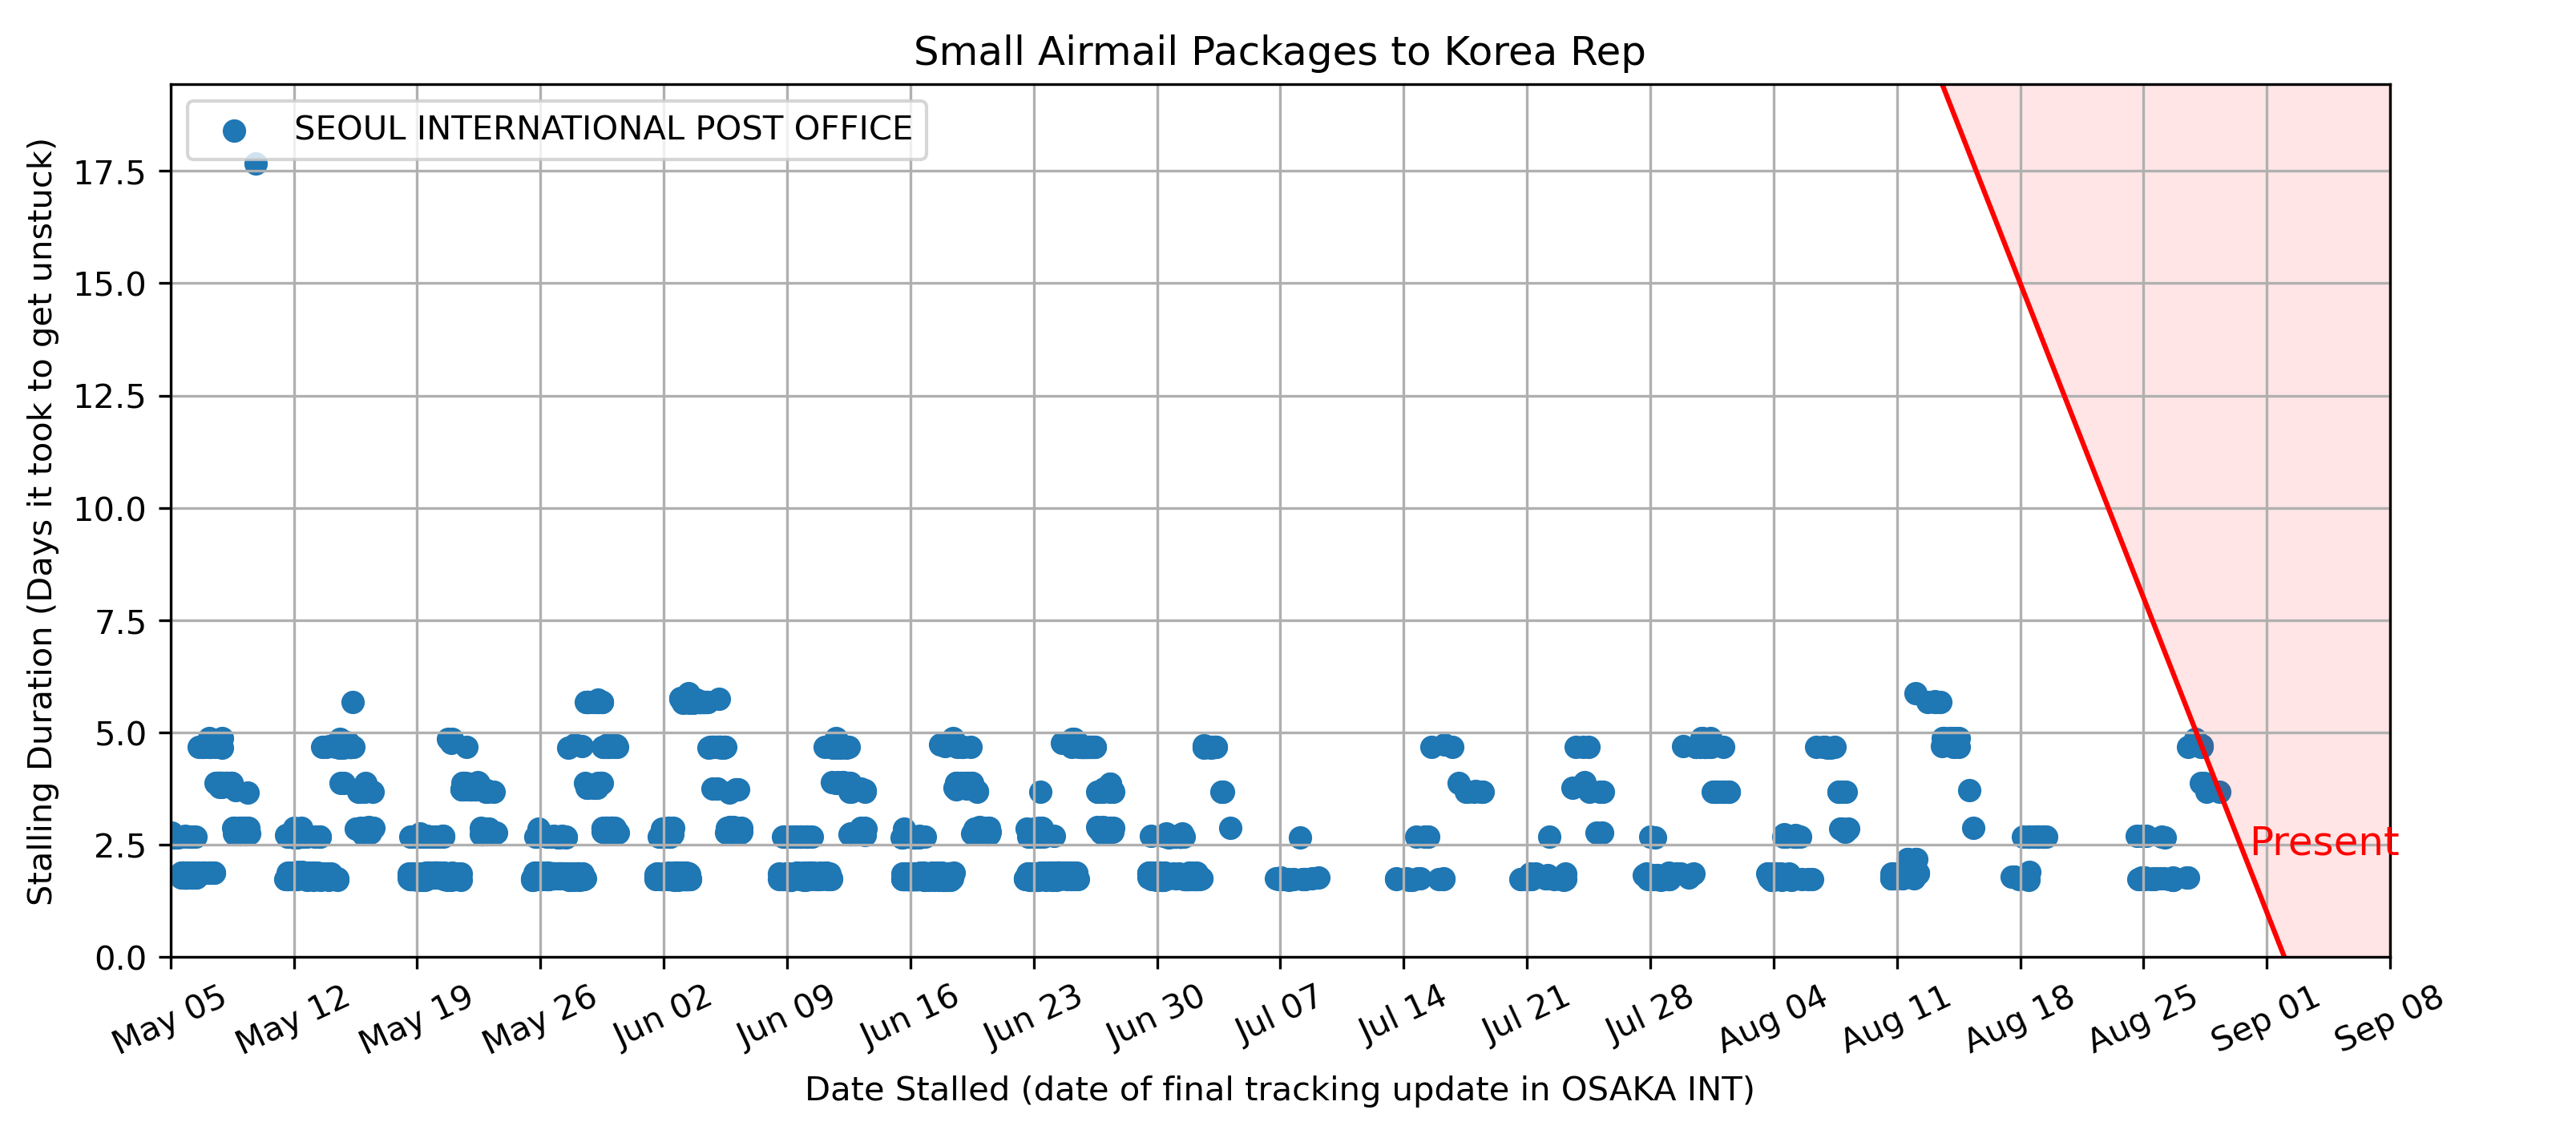 Small Airmail Packages to Korea Rep
SEOUL INTERNATIONAL POST OFFICE
Stalling Duration (Days it took to get unstuck)
17.5
15.0
12.5
10.0
7.5
5.0
2.5
0.0
Present
May 05
May 12
May 19
May 26
Jun 02
Jun 09
Jun 16
Jun 23
Jun 30
Jul 07
Jul 14
Jul 21
Jul 28
Aug 04
Aug 11
Aug 18
Aug 25
Sep 01
Sep 08
Date Stalled (date of final tracking update in OSAKA INT)